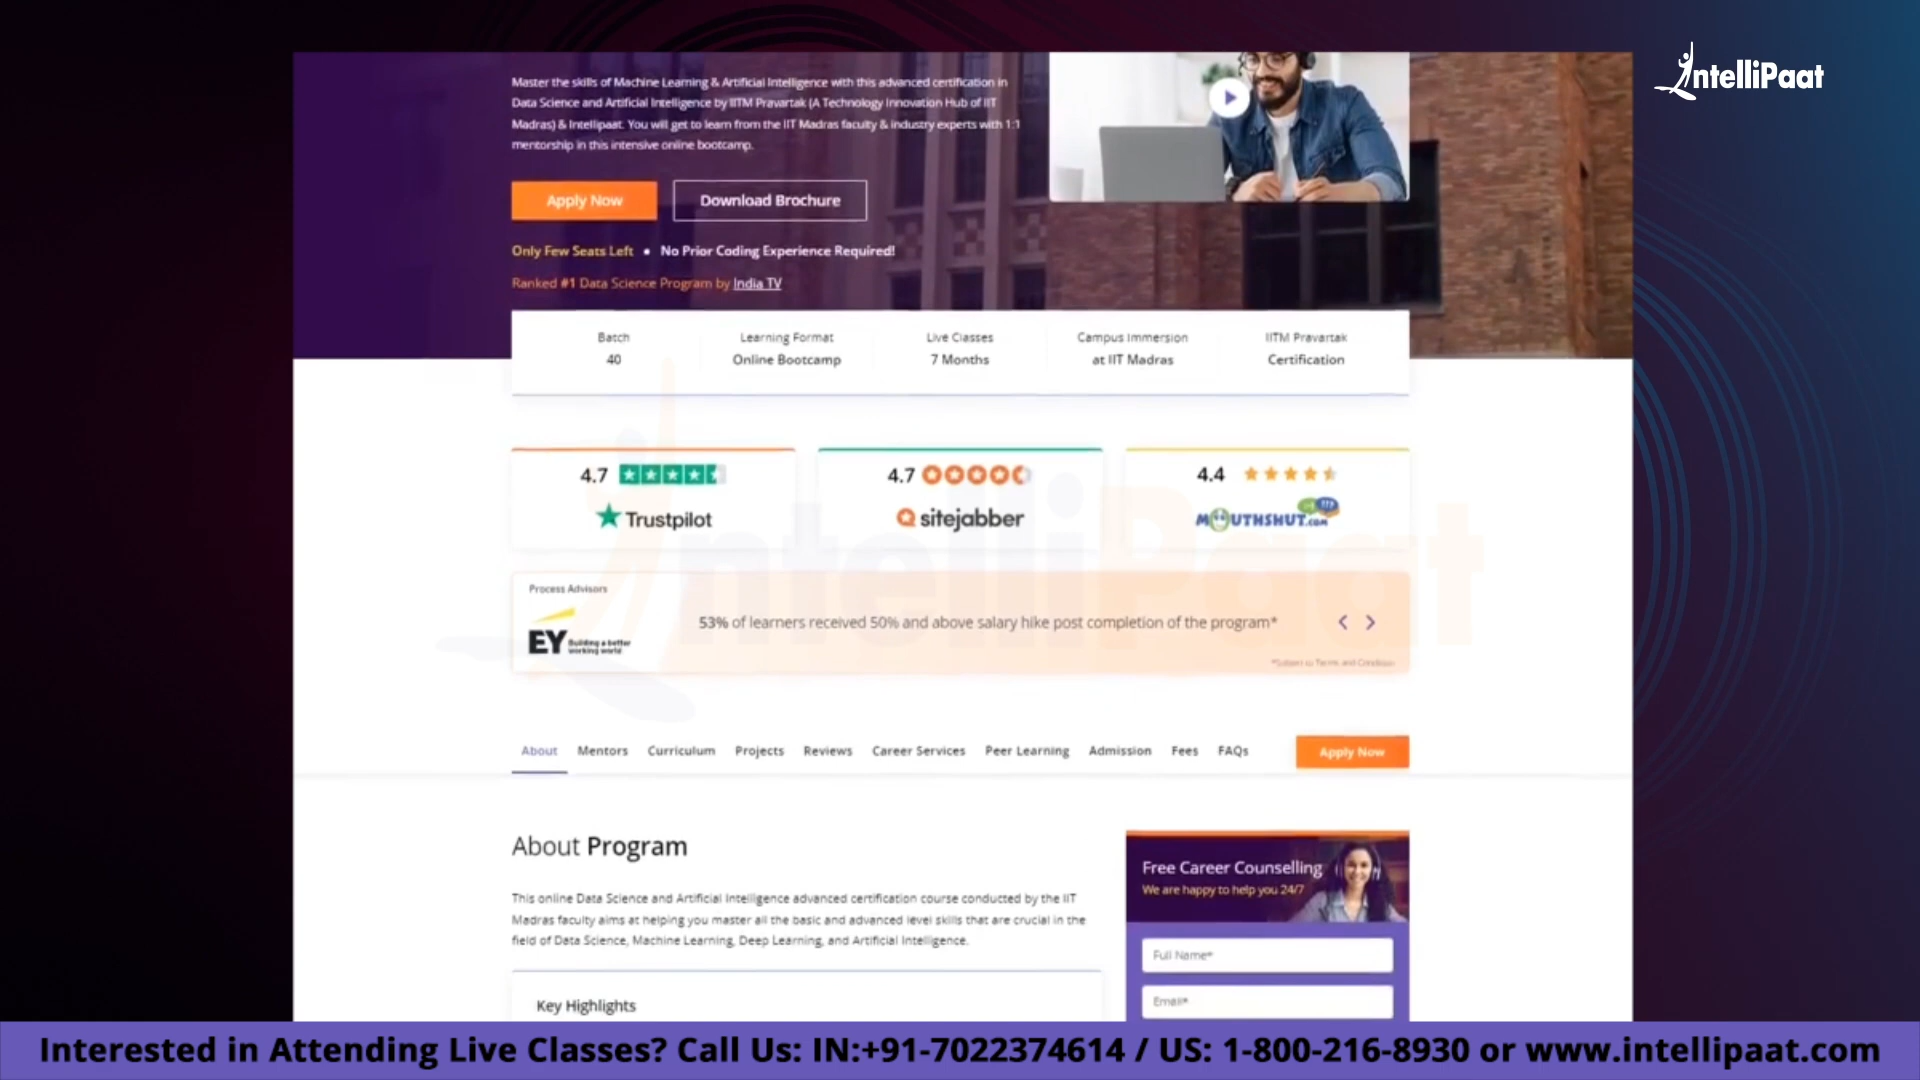 IntelliPaat
Master the skills of Machine Learning & Artificial Intelligence with this advanced certification in
Data Science and Artificial Intelligence by IITM Pravartak (A Technology Innovation Hub of IIT
Madras) & Intellipaat. You will get to learn from the IIT Madras faculty & industry experts with 1:1
mentorship in this intensive online bootcamp.
Apply Now
Download Brochure
Only Few Seats Left • No Prior Coding Experience Required!
Ranked #1 Data Science Program by India TV
Batch
40
Learning Format
Online Bootcamp
Live Classes
7 Months
Campus Immersion
at IIT Madras
IITM Pravartak
Certification
4.7
Trustpilot
4.7
sitejabber
4.4
MOUTHSHUT.COM
IntelliPaat
Process Advisors
EY Building a better
working world
53% of learners received 50% and above salary hike post completion of the program*
*Subject to Terms and Condition
About Mentors Curriculum Projects Reviews Career Services Peer Learning Admission Fees FAQs
Apply Now
About Program
This online Data Science and Artificial Intelligence advanced certification course conducted by the IIT
Madras faculty aims at helping you master all the basic and advanced level skills that are crucial in the
field of Data Science, Machine Learning, Deep Learning, and Artificial Intelligence.
Key Highlights
Free Career Counselling
We are happy to help you 24/7
Full Name*
Email*
Interested in Attending Live Classes? Call Us: IN:+91-7022374614 / US: 1-800-216-8930 or www.intellipaat.com